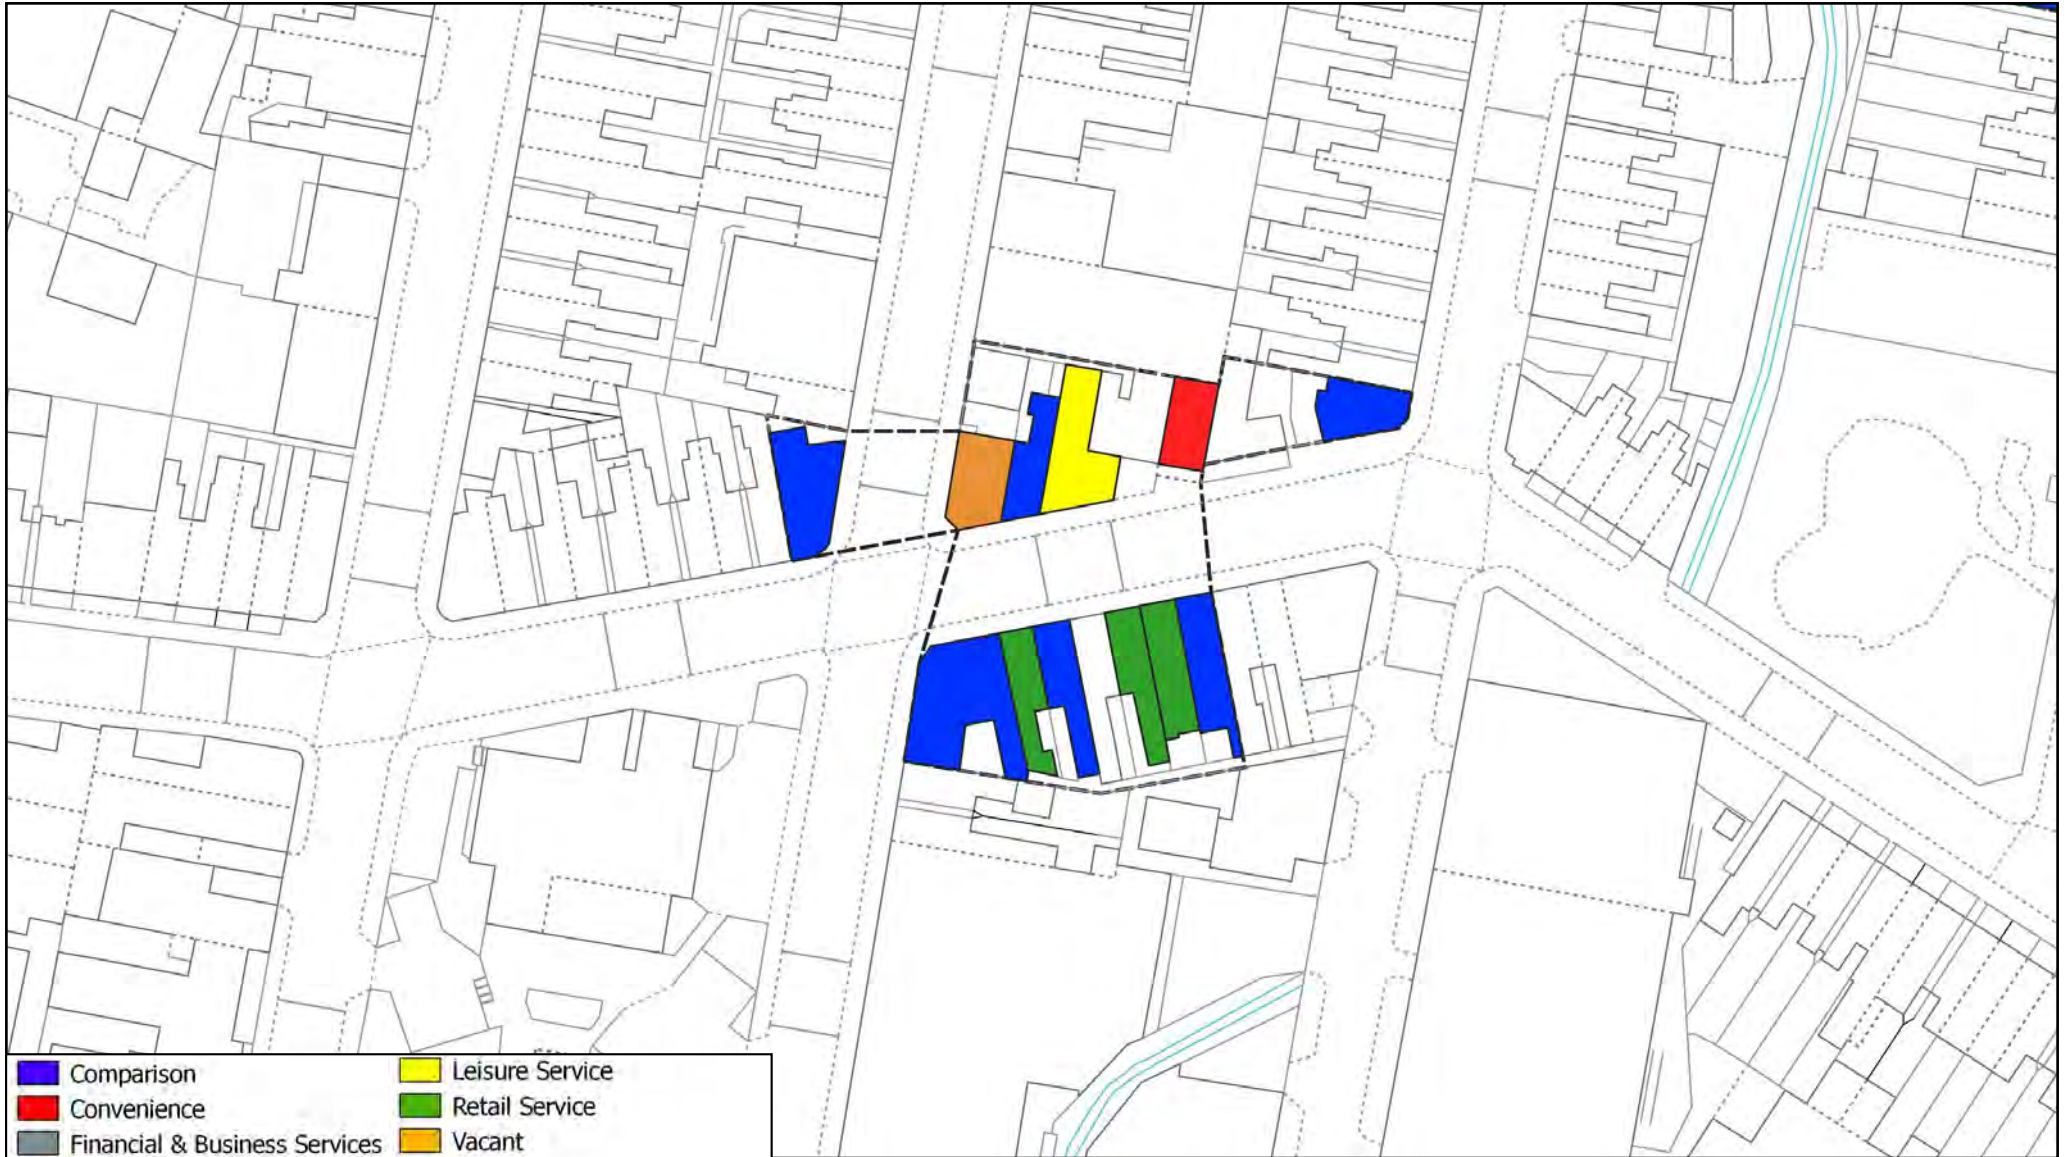 Comparison
Convenience
Financial & Business Services
Leisure Service
Retail Service
Vacant